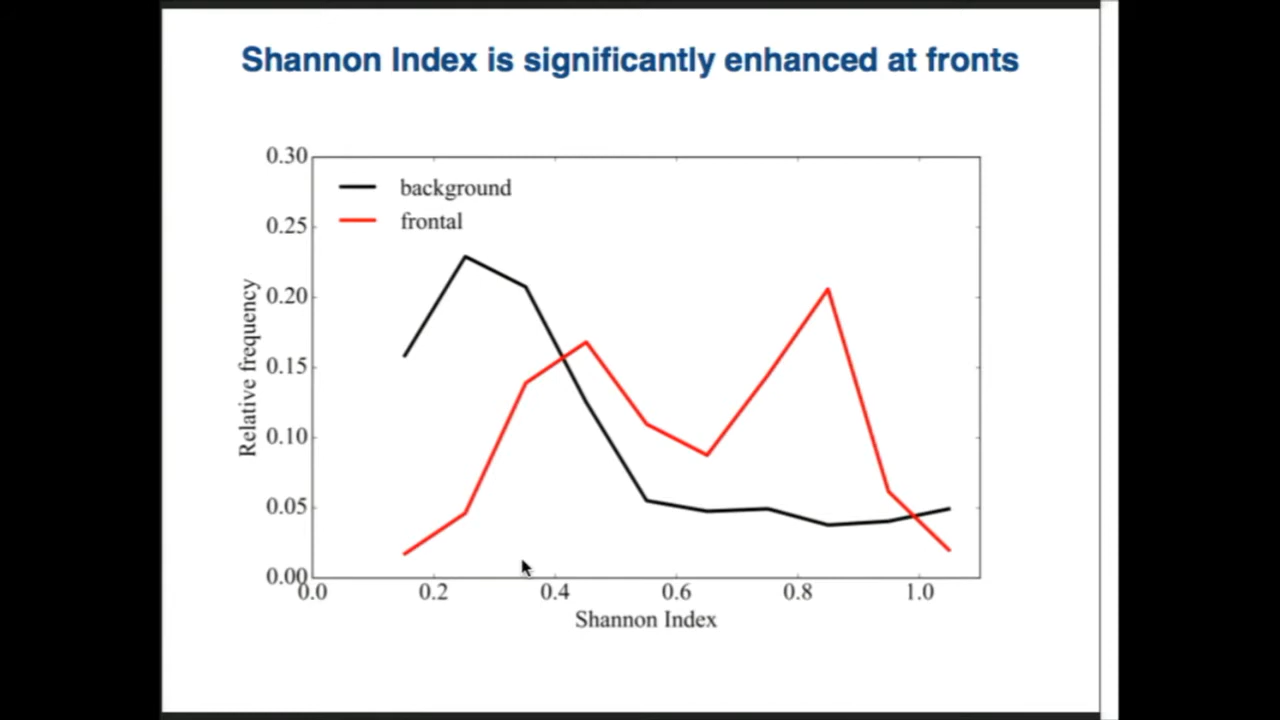 Shannon Index is significantly enhanced at fronts
0.30
background
0.25
frontal
0.20
Relative frequency
0.15
0.10
0.05
0.00
0.0 0.2 0.4 0.6 0.8 1.0
Shannon Index